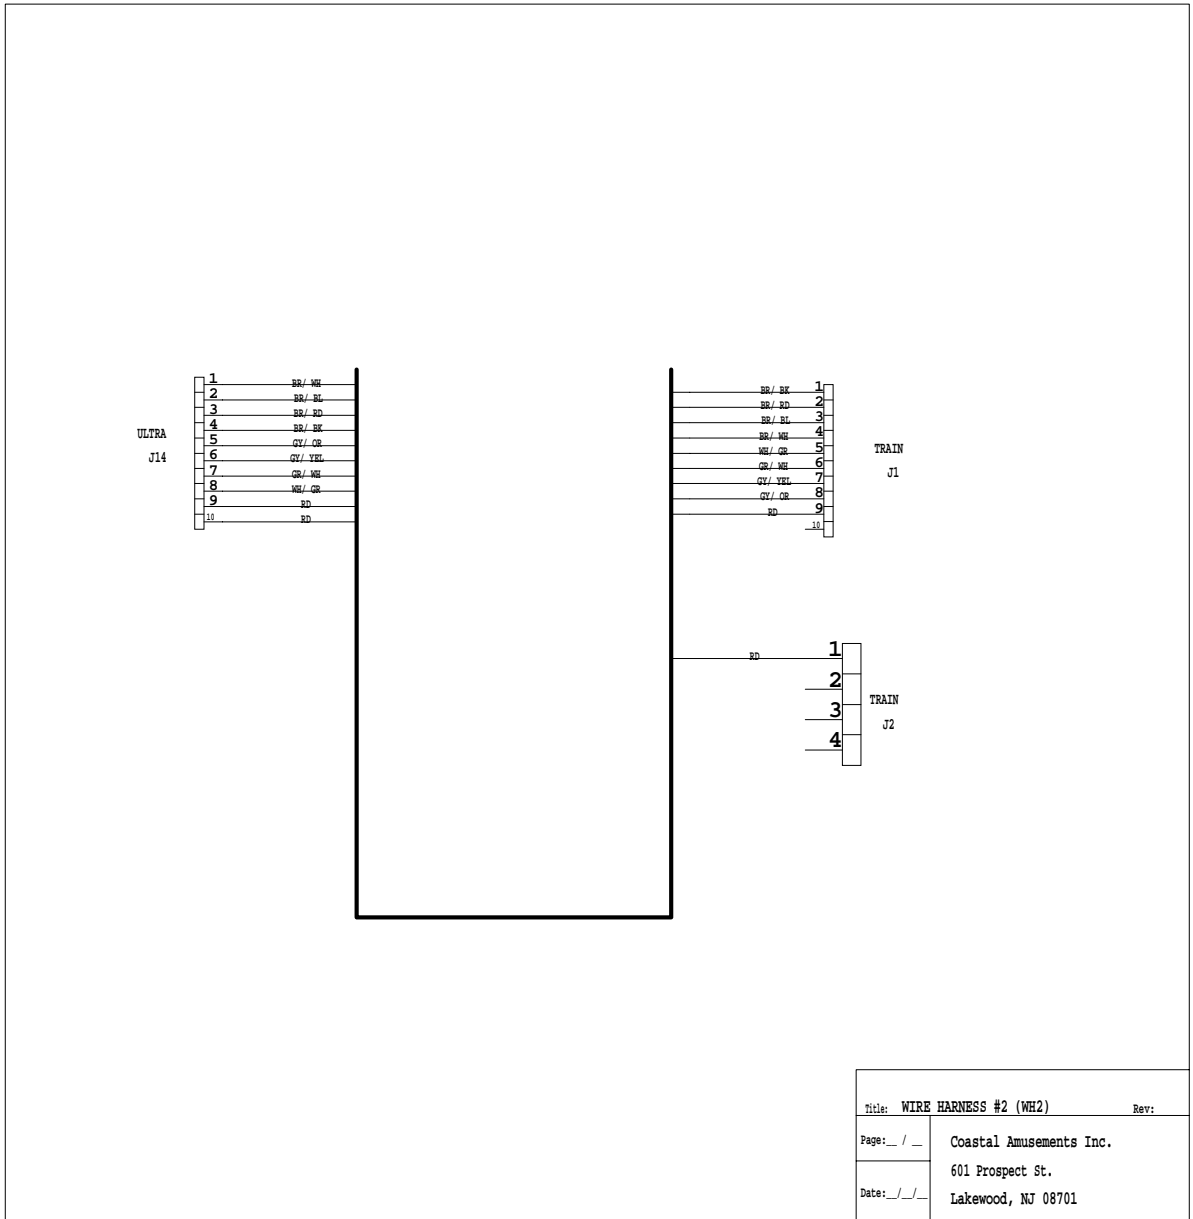 1 BR/ WH
2 BR/ BL
3 BR/ RD
4 BR/ BK
5 GY/ OR
6 GY/ YEL
7 GR/ WH
8 WH/ GR
9 RD
10 RD
ULTRA
J14
BR/ BK 1
BR/ RD 2
BR/ BL 3
BR/ WH 4
WH/ GR 5
GR/ WH 6
GY/ YEL 7
GY/ OR 8
RD 9
10
TRAIN
J1
RD 1
2
3
4
TRAIN
J2
Title: WIRE HARNESS #2 (WH2) Rev:
Page:__ / __
Coastal Amusements Inc.
601 Prospect St.
Date:__/__/__
Lakewood, NJ 08701